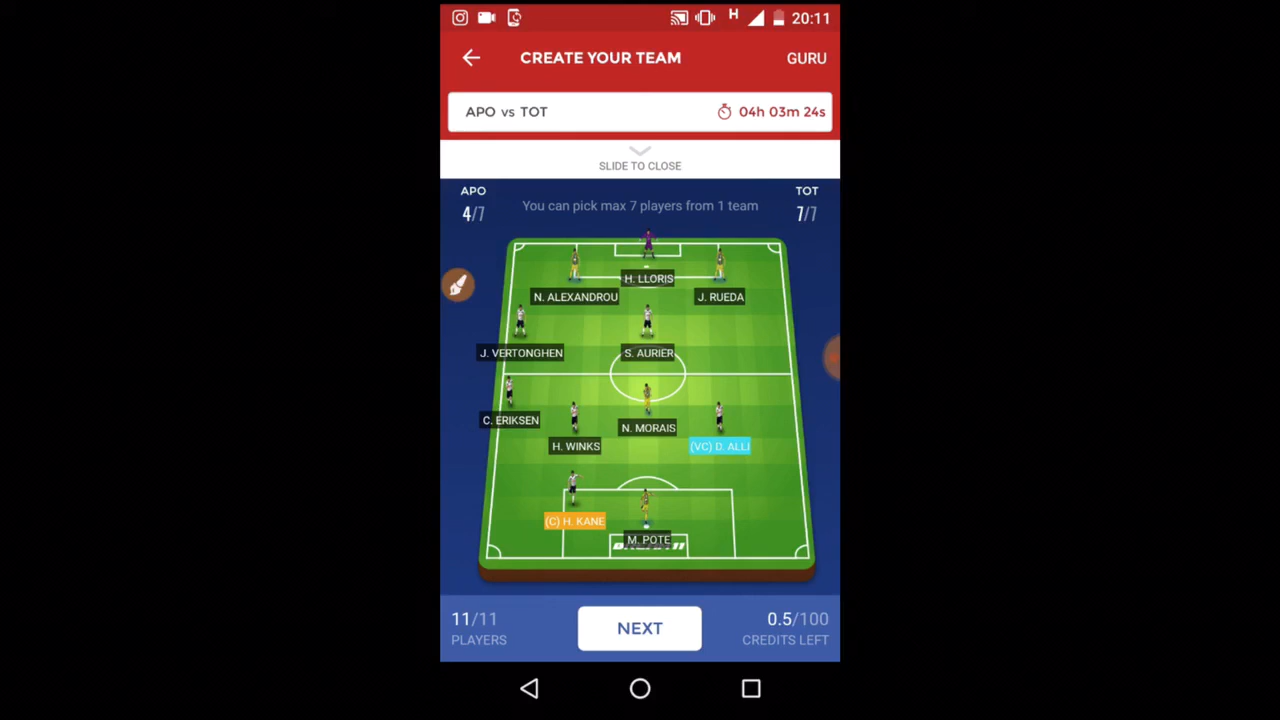 H 20:11
CREATE YOUR TEAM GURU
APO vs TOT 04h 03m 24s
SLIDE TO CLOSE
APO TOT
4/7 You can pick max 7 players from 1 team 7/7
H. LLORIS
N. ALEXANDROU J. RUEDA
J. VERTONGHEN S. AURIER
C. ERIKSEN N. MORAIS
H. WINKS (VC) D. ALLI
(C) H. KANE
M. POTE
11/11 NEXT 0.5/100
PLAYERS CREDITS LEFT